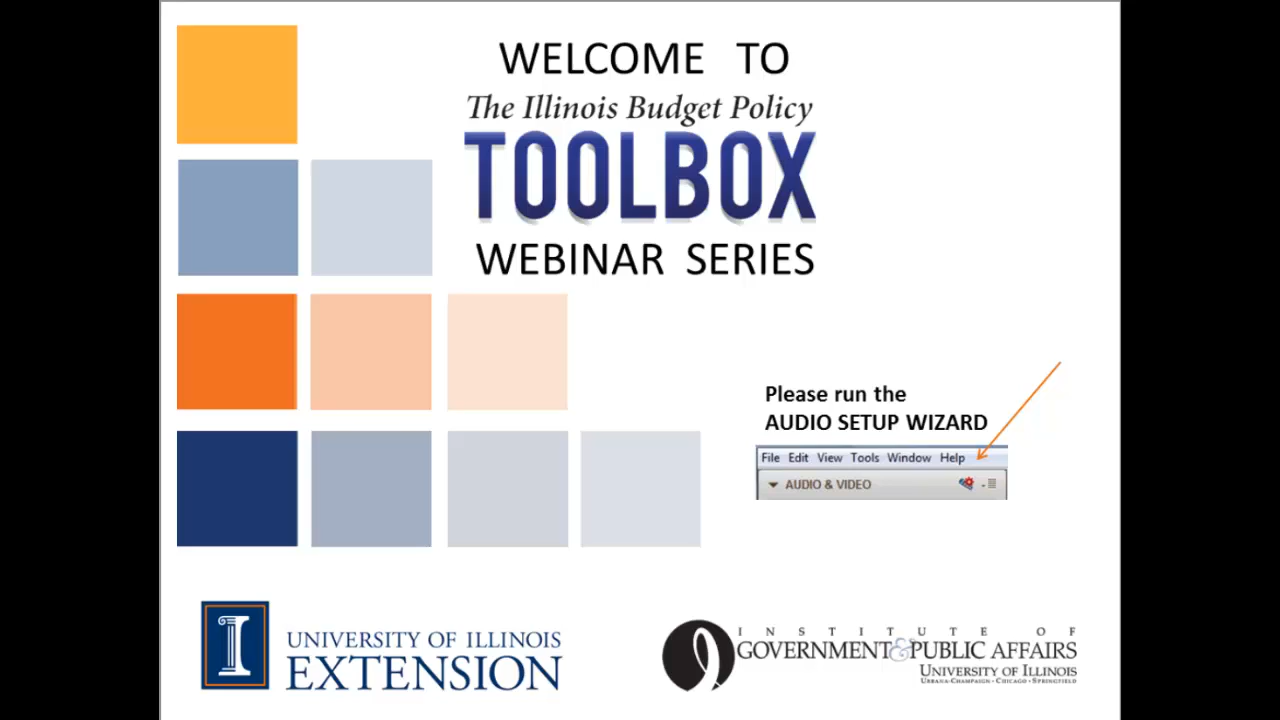 WELCOME TO
The Illinois Budget Policy
TOOLBOX
WEBINAR SERIES
Please run the
AUDIO SETUP WIZARD
File Edit View Tools Window Help
AUDIO & VIDEO
I
UNIVERSITY OF ILLINOIS
EXTENSION
INSTITUTE OF
GOVERNMENT & PUBLIC AFFAIRS
UNIVERSITY OF ILLINOIS
URBANA-CHAMPAIGN · CHICAGO · SPRINGFIELD